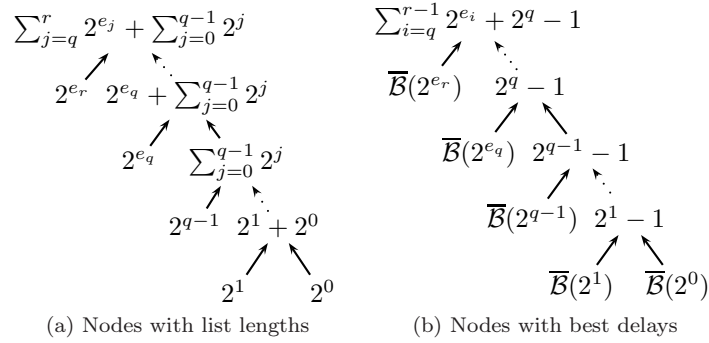 $\sum_{j=q}^{r} 2^{e_j} + \sum_{j=0}^{q-1} 2^j$ $\sum_{i=q}^{r-1} 2^{e_i} + 2^q - 1$
$2^{e_r}$ $2^{e_q} + \sum_{j=0}^{q-1} 2^j$ $\overline{\mathcal{B}}(2^{e_r})$ $2^q - 1$
$2^{e_q}$ $\sum_{j=0}^{q-1} 2^j$ $\overline{\mathcal{B}}(2^{e_q})$ $2^{q-1} - 1$
$2^{q-1}$ $2^1 + 2^0$ $\overline{\mathcal{B}}(2^{q-1})$ $2^1 - 1$
$2^1$ $2^0$ $\overline{\mathcal{B}}(2^1)$ $\overline{\mathcal{B}}(2^0)$
(a) Nodes with list lengths (b) Nodes with best delays